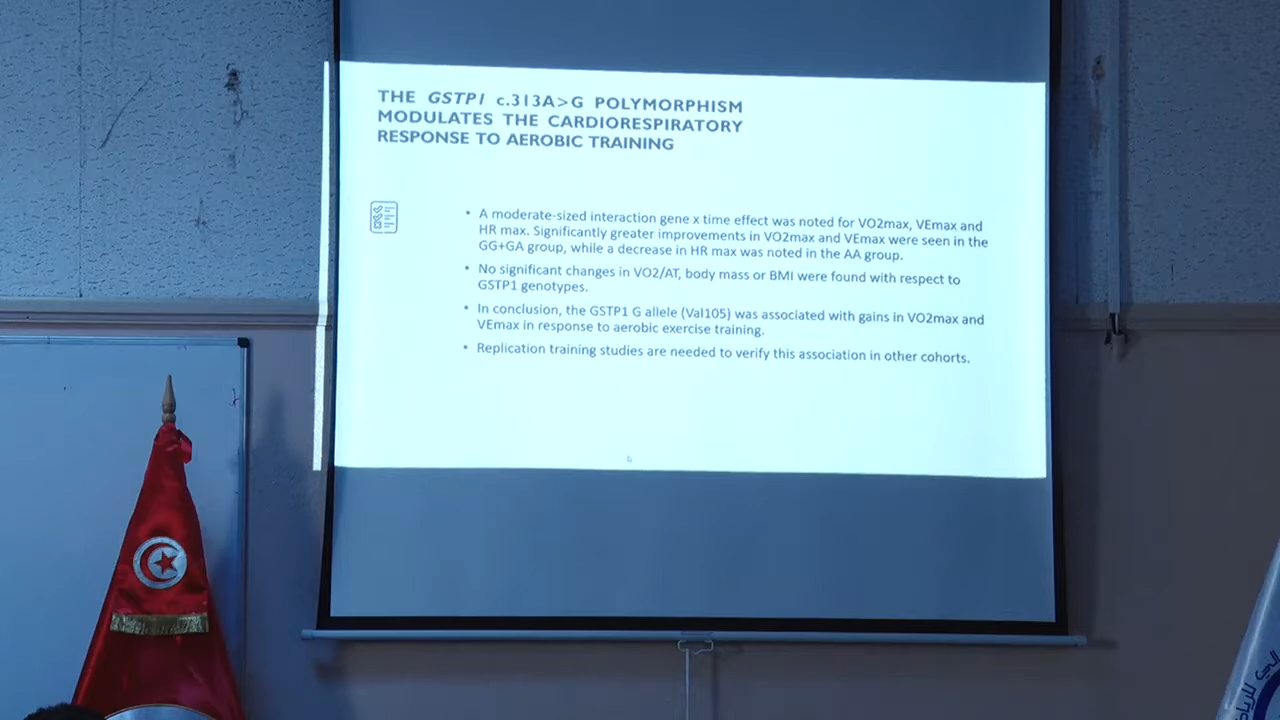 THE GSTP1 c.313A>G POLYMORPHISM
MODULATES THE CARDIORESPIRATORY
RESPONSE TO AEROBIC TRAINING
• A moderate-sized interaction gene x time effect was noted for VO2max, VEmax and
HR max. Significantly greater improvements in VO2max and VEmax were seen in the
GG+GA group, while a decrease in HR max was noted in the AA group.
• No significant changes in VO2/AT, body mass or BMI were found with respect to
GSTP1 genotypes.
• In conclusion, the GSTP1 G allele (Val105) was associated with gains in VO2max and
VEmax in response to aerobic exercise training.
• Replication training studies are needed to verify this association in other cohorts.